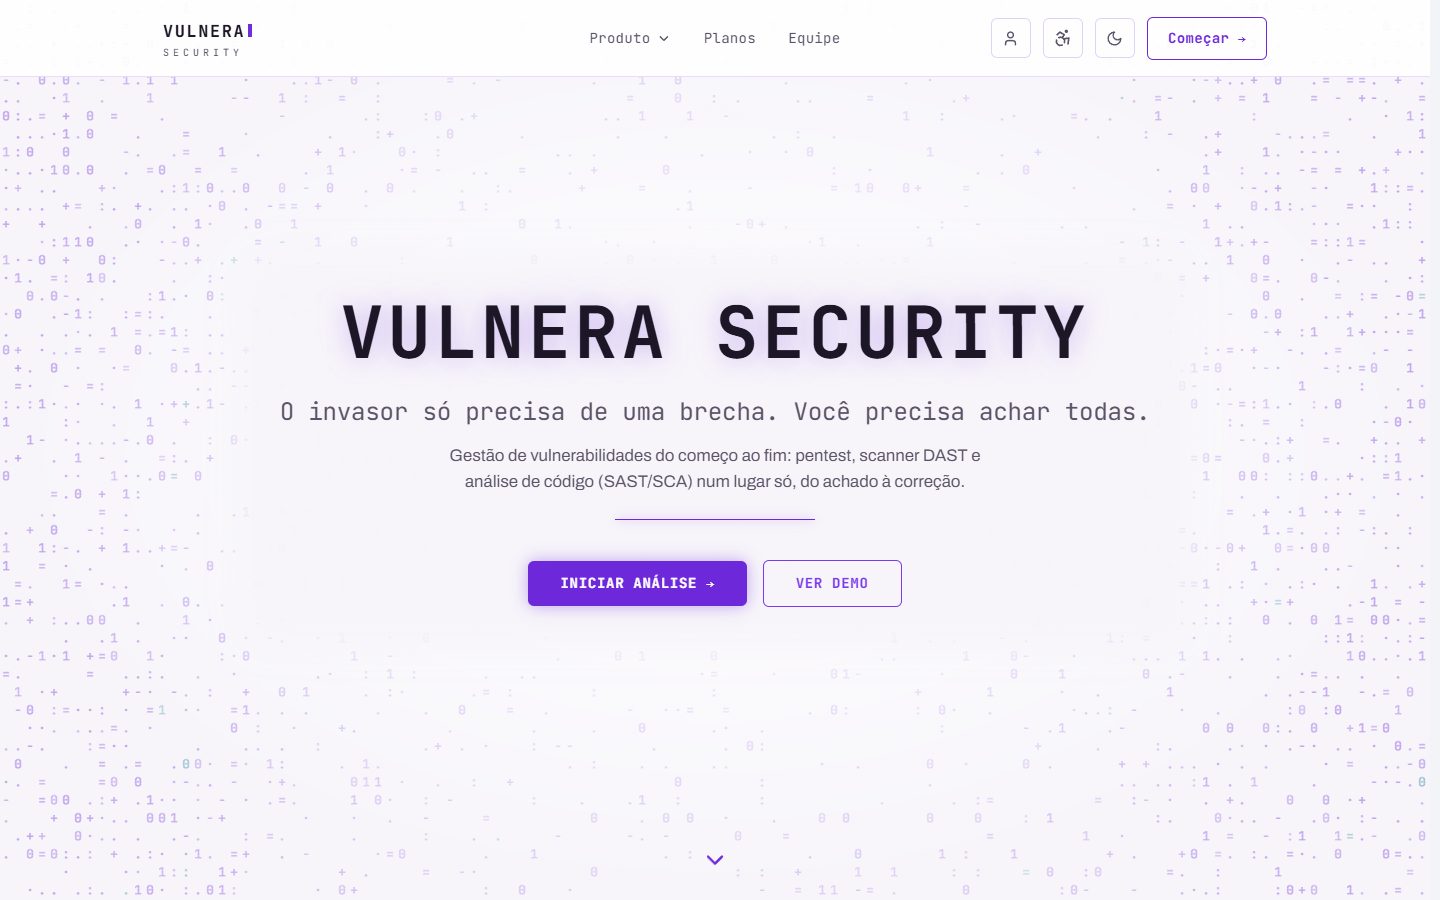 VULNERA
SECURITY
Produto
Planos
Equipe
Começar →
VULNERA SECURITY
O invasor só precisa de uma brecha. Você precisa achar todas.
Gestão de vulnerabilidades do começo ao fim: pentest, scanner DAST e
análise de código (SAST/SCA) num lugar só, do achado à correção.
INICIAR ANÁLISE →
VER DEMO